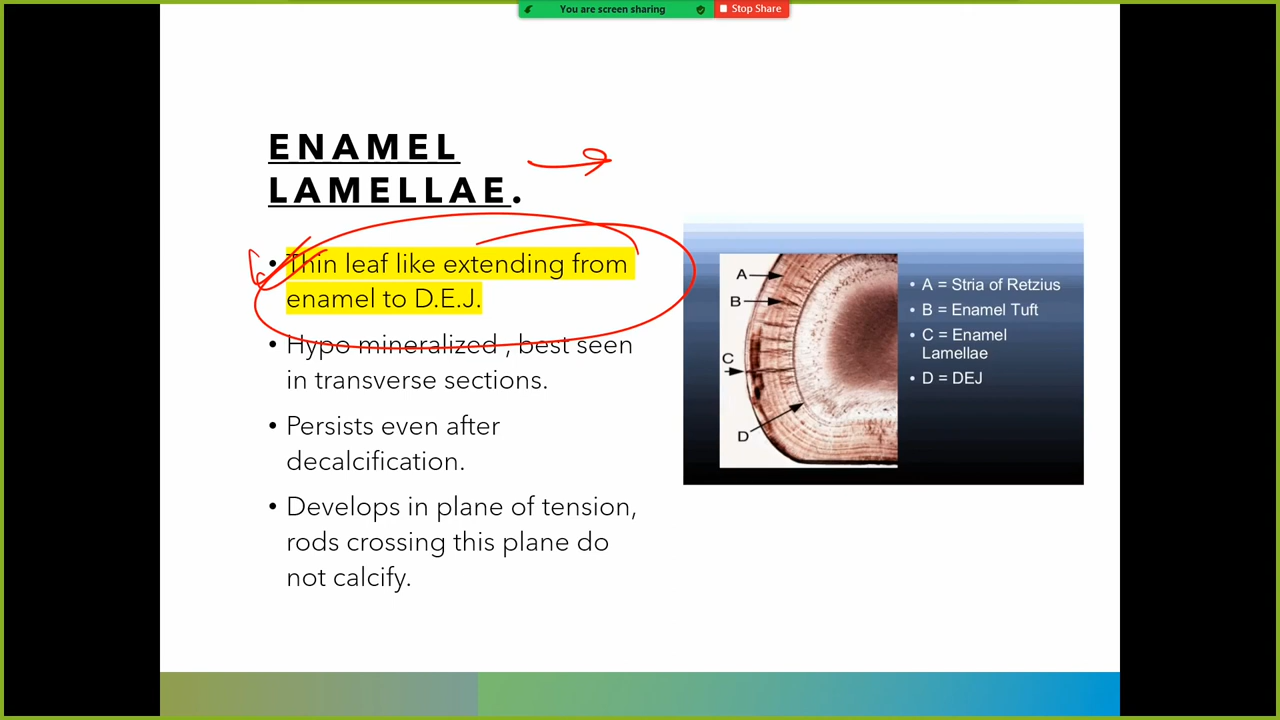 You are screen sharing
Stop Share
ENAMEL
LAMELLAE.
• Thin leaf like extending from
enamel to D.E.J.
• Hypo mineralized , best seen
in transverse sections.
• Persists even after
decalcification.
• Develops in plane of tension,
rods crossing this plane do
not calcify.
A
B
C
D
• A = Stria of Retzius
• B = Enamel Tuft
• C = Enamel
Lamellae
• D = DEJ